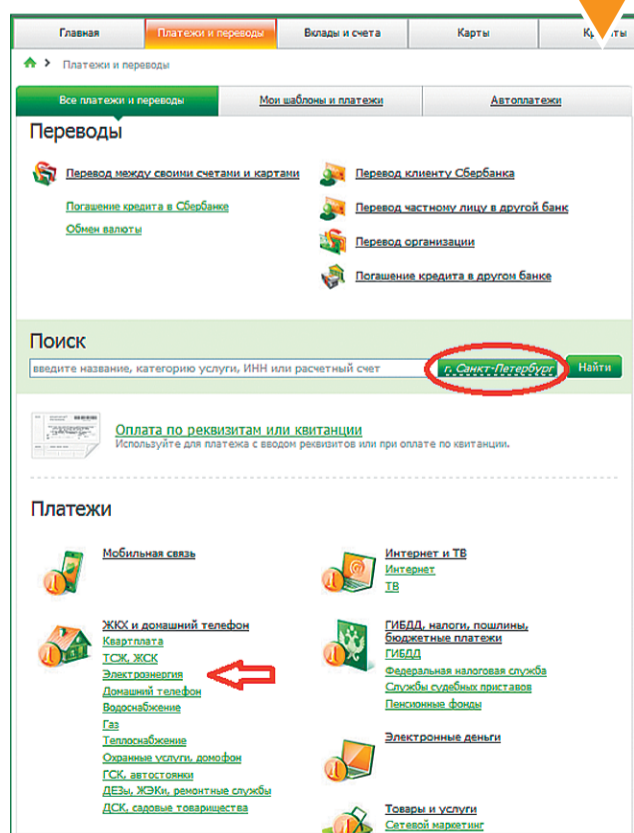 Главная Платежи и переводы Вклады и счета Карты
Платежи и переводы
Все платежи и переводы Мои шаблоны и платежи Автоплатежи
Переводы
Перевод между своими счетами и картами
Погашение кредита в Сбербанке
Обмен валюты
Перевод клиенту Сбербанка
Перевод частному лицу в другой банк
Перевод организации
Погашение кредита в другом банке
Поиск
введите название, категорию услуги, ИНН или расчетный счет г. Санкт-Петербург Найти
Оплата по реквизитам или квитанции
Используйте для платежа с вводом реквизитов или при оплате по квитанции.
Платежи
Мобильная связь
ЖКХ и домашний телефон
Квартплата
ТСЖ, ЖСК
Электроэнергия
Домашний телефон
Водоснабжение
Газ
Теплоснабжение
Охранные услуги, домофон
ГСК, автостоянки
ДЕЗы, ЖЭКи, ремонтные службы
ДСК, садовые товарищества
Интернет и ТВ
Интернет
ТВ
ГИБДД, налоги, пошлины,
бюджетные платежи
ГИБДД
Федеральная налоговая служба
Службы судебных приставов
Пенсионные фонды
Электронные деньги
Товары и услуги
Сетевой маркетинг